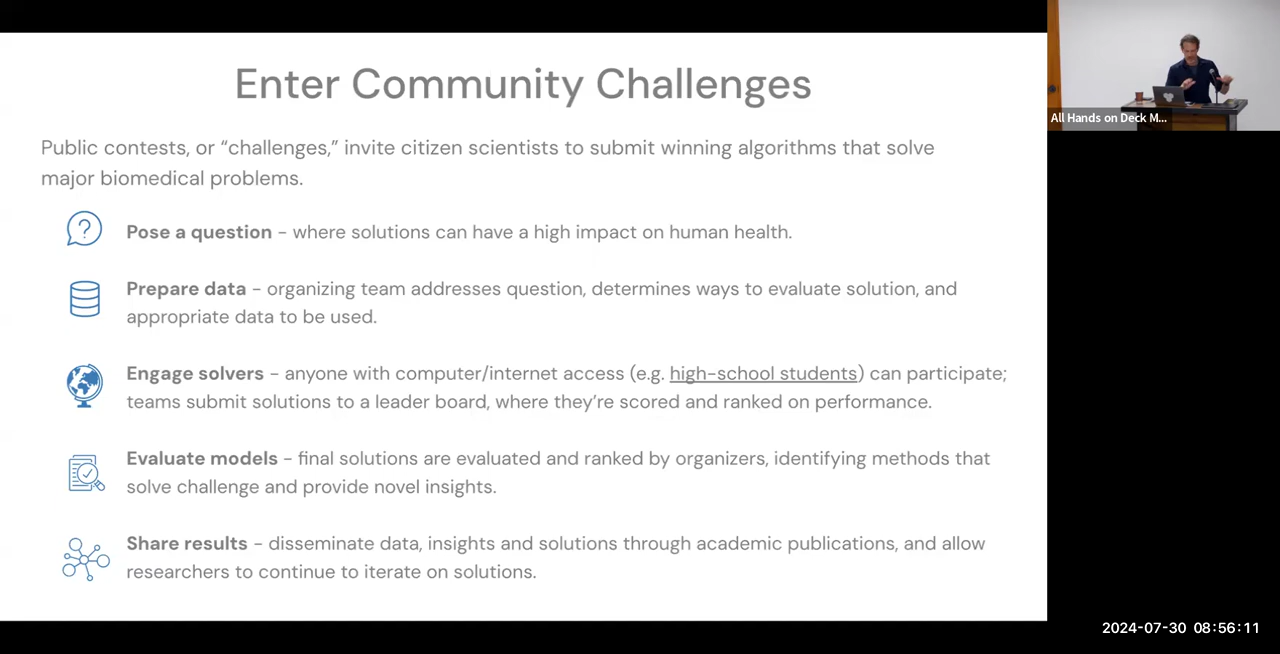 Enter Community Challenges
Public contests, or “challenges,” invite citizen scientists to submit winning algorithms that solve
major biomedical problems.
Pose a question – where solutions can have a high impact on human health.
Prepare data – organizing team addresses question, determines ways to evaluate solution, and
appropriate data to be used.
Engage solvers – anyone with computer/internet access (e.g. high-school students) can participate;
teams submit solutions to a leader board, where they’re scored and ranked on performance.
Evaluate models – final solutions are evaluated and ranked by organizers, identifying methods that
solve challenge and provide novel insights.
Share results – disseminate data, insights and solutions through academic publications, and allow
researchers to continue to iterate on solutions.
All Hands on Deck M...
2024-07-30 08:56:11